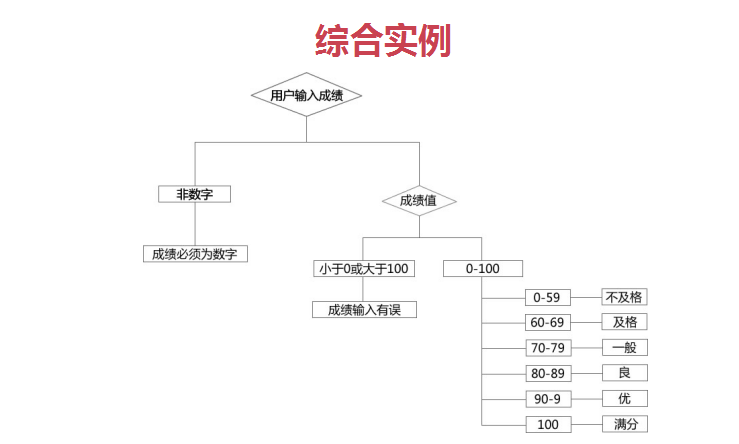 综合实例
用户输入成绩
非数字
成绩值
成绩必须为数字
小于0或大于100
0-100
成绩输入有误
0-59
不及格
60-69
及格
70-79
一般
80-89
良
90-9
优
100
满分